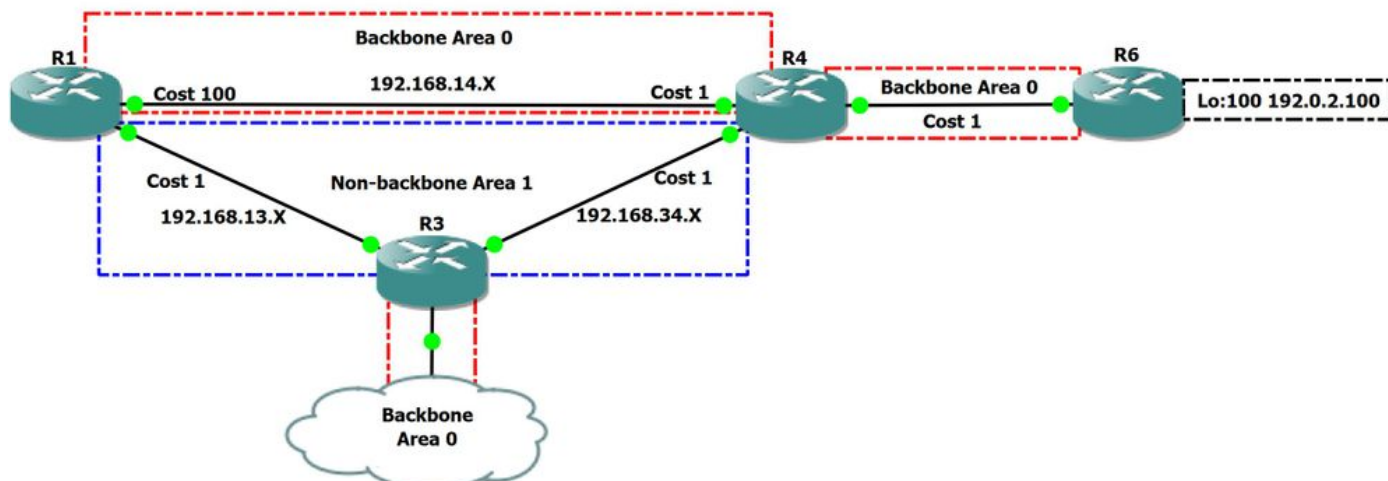 Backbone Area 0
R1
R4
R6
192.168.14.X
Cost 100
Cost 1
Backbone Area 0
Cost 1
Lo:100 192.0.2.100
Cost 1
Non-backbone Area 1
Cost 1
192.168.13.X
192.168.34.X
R3
Backbone
Area 0